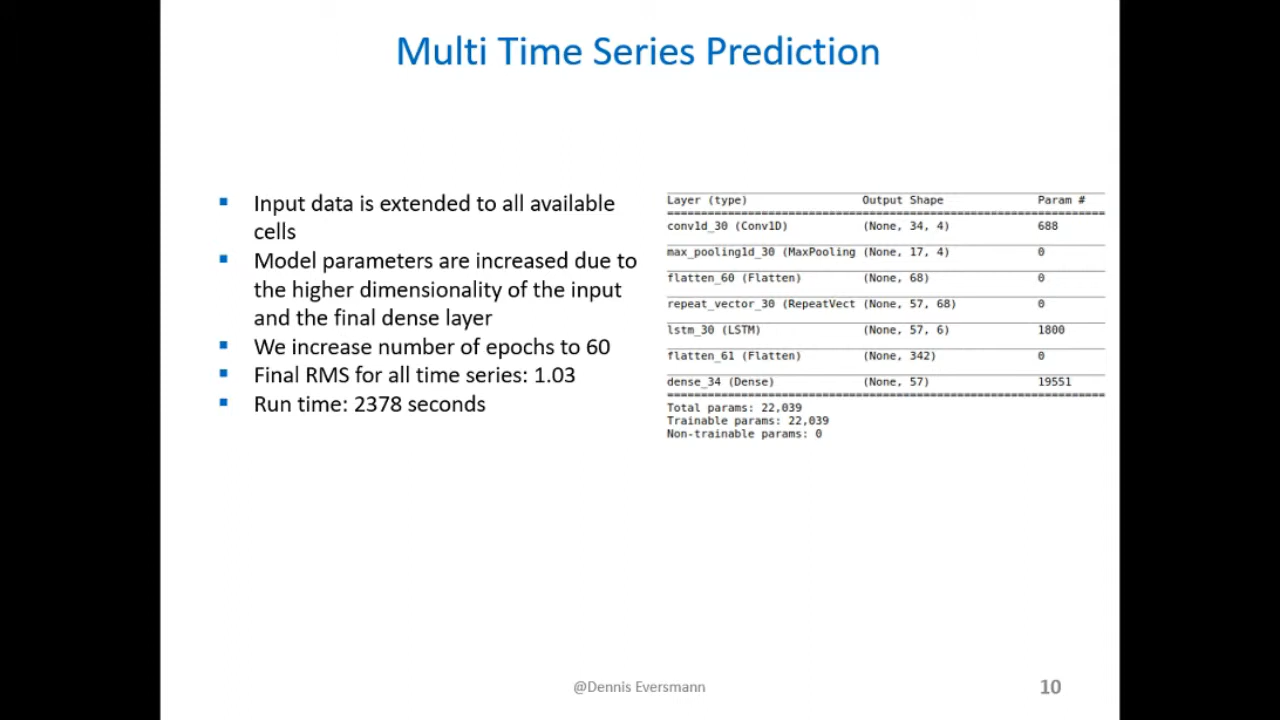 Multi Time Series Prediction
▪ Input data is extended to all available
cells
▪ Model parameters are increased due to
the higher dimensionality of the input
and the final dense layer
▪ We increase number of epochs to 60
▪ Final RMS for all time series: 1.03
▪ Run time: 2378 seconds
Layer (type) Output Shape Param #
conv1d_30 (Conv1D) (None, 34, 4) 688
max_pooling1d_30 (MaxPooling (None, 17, 4) 0
flatten_60 (Flatten) (None, 68) 0
repeat_vector_30 (RepeatVect (None, 57, 68) 0
lstm_30 (LSTM) (None, 57, 6) 1800
flatten_61 (Flatten) (None, 342) 0
dense_34 (Dense) (None, 57) 19551
Total params: 22,039
Trainable params: 22,039
Non-trainable params: 0
@Dennis Eversmann
10